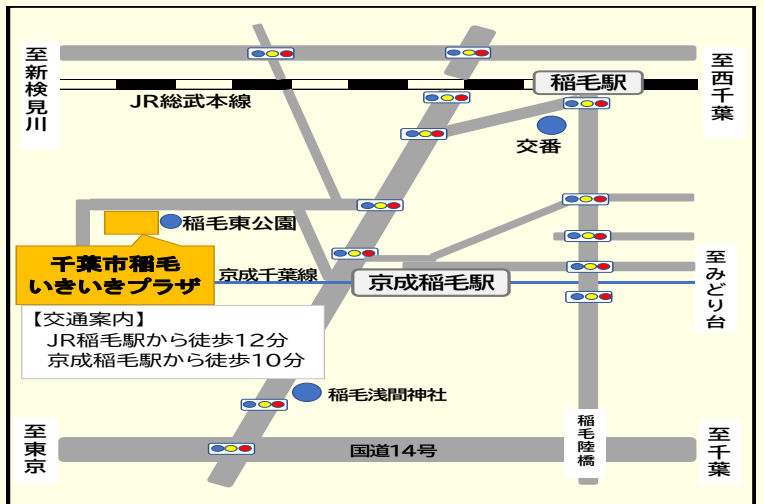 至新検見川
JR総武本線
稲毛駅
至西千葉
交番
稲毛東公園
千葉市稲毛
いきいきプラザ
京成千葉線
京成稲毛駅
至みどり台
【交通案内】
JR稲毛駅から徒歩12分
京成稲毛駅から徒歩10分
稲毛浅間神社
至東京
国道14号
稲毛陸橋
至千葉